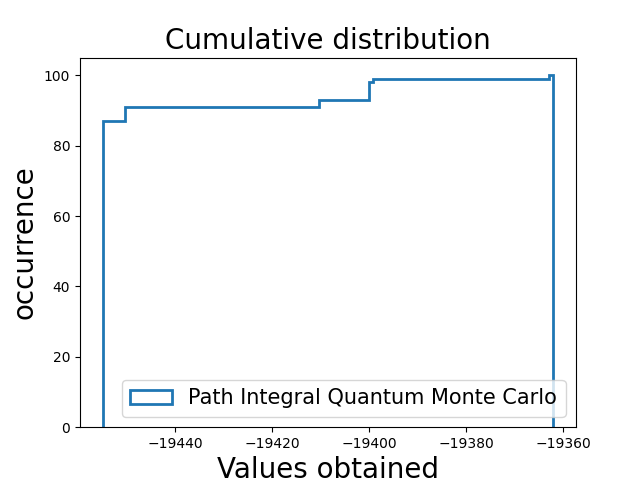 Cumulative distribution
100
80
60
40
20
0
occurrence
Path Integral Quantum Monte Carlo
−19440
−19420
−19400
−19380
−19360
Values obtained